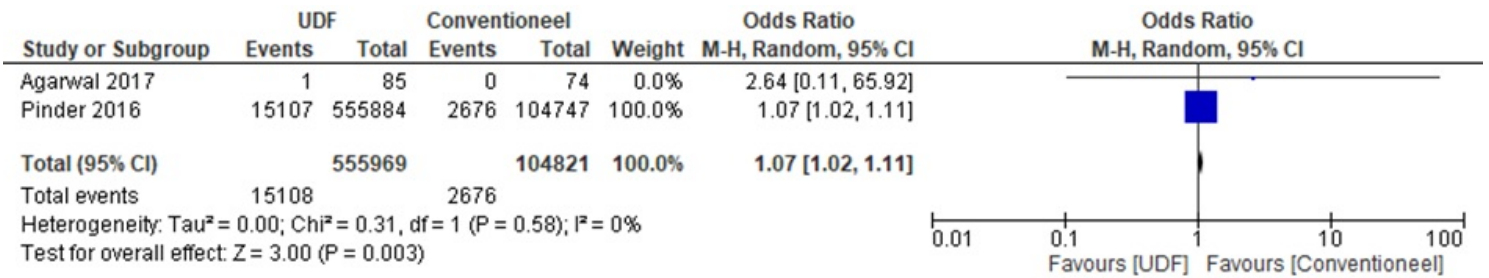 UDF Conventioneel Odds Ratio Odds Ratio
Study or Subgroup Events Total Events Total Weight M-H, Random, 95% CI M-H, Random, 95% CI
Agarwal 2017 1 85 0 74 0.0% 2.64 [0.11, 65.92]
Pinder 2016 15107 555884 2676 104747 100.0% 1.07 [1.02, 1.11]
Total (95% CI) 555969 104821 100.0% 1.07 [1.02, 1.11]
Total events 15108 2676
Heterogeneity: Tau² = 0.00; Chi² = 0.31, df = 1 (P = 0.58); I² = 0%
Test for overall effect: Z = 3.00 (P = 0.003)
0.01 0.1 1 10 100
Favours [UDF] Favours [Conventioneel]